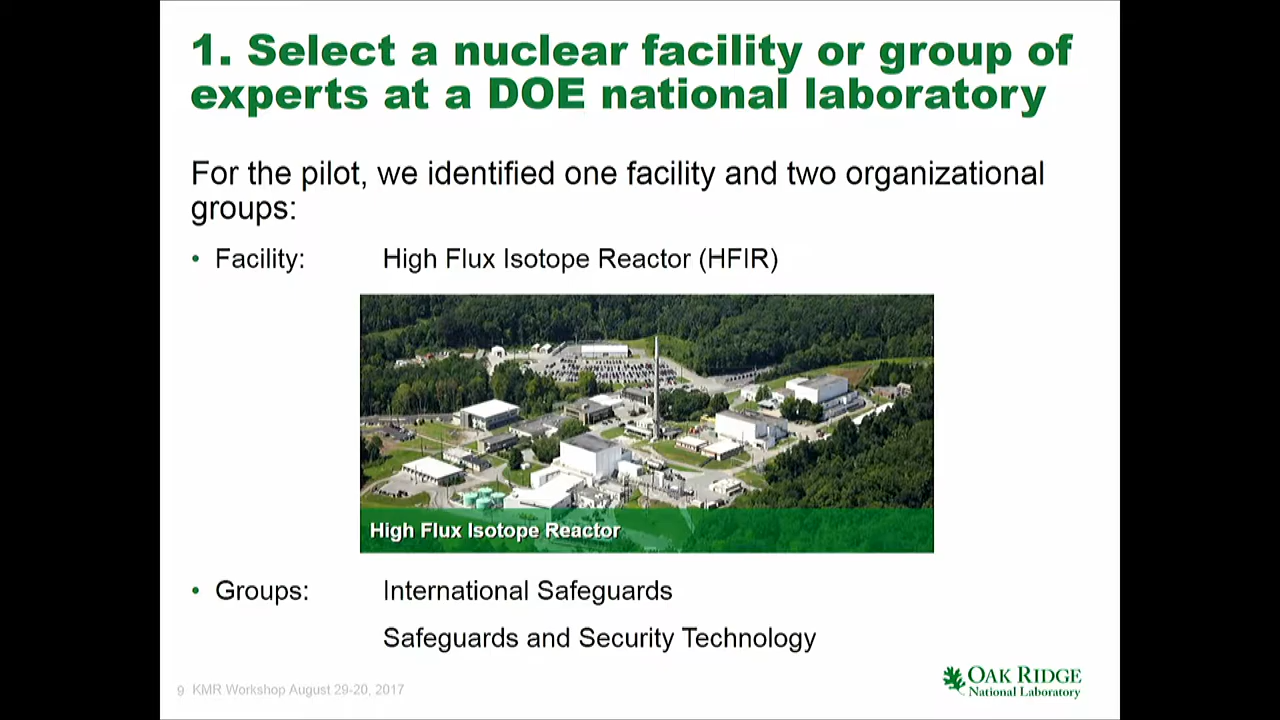 1. Select a nuclear facility or group of
experts at a DOE national laboratory
For the pilot, we identified one facility and two organizational
groups:
• Facility: High Flux Isotope Reactor (HFIR)
High Flux Isotope Reactor
• Groups: International Safeguards
Safeguards and Security Technology
9 KMR Workshop August 29-20, 2017
OAK RIDGE
National Laboratory